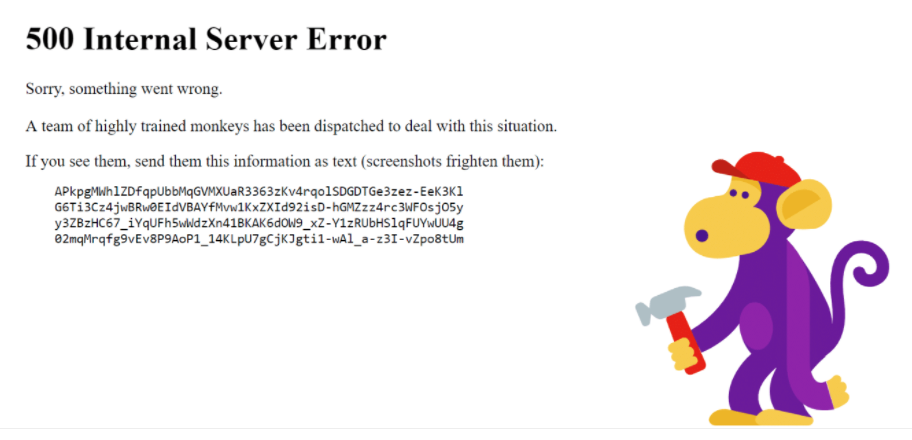 500 Internal Server Error
Sorry, something went wrong.
A team of highly trained monkeys has been dispatched to deal with this situation.
If you see them, send them this information as text (screenshots frighten them):
APkpgMWhlZDfqpUbbMqGVMXUaR3363zKv4rqolSDGDTGe3zez-EeK3Kl
G6Ti3Cz4jwBRw0EIdVBAYfMvw1KxZXId92isD-hGMZzz4rc3WFOsjO5y
y3ZBzHC67_iYqUFh5wWdzXn41BKAK6dOW9_xZ-Y1zRUbHSlqFUYwUU4g
02mqMrqfg9vEv8P9AoPl_14KLpU7gCjKJgti1-wAl_a-z3I-vZpo8tUm